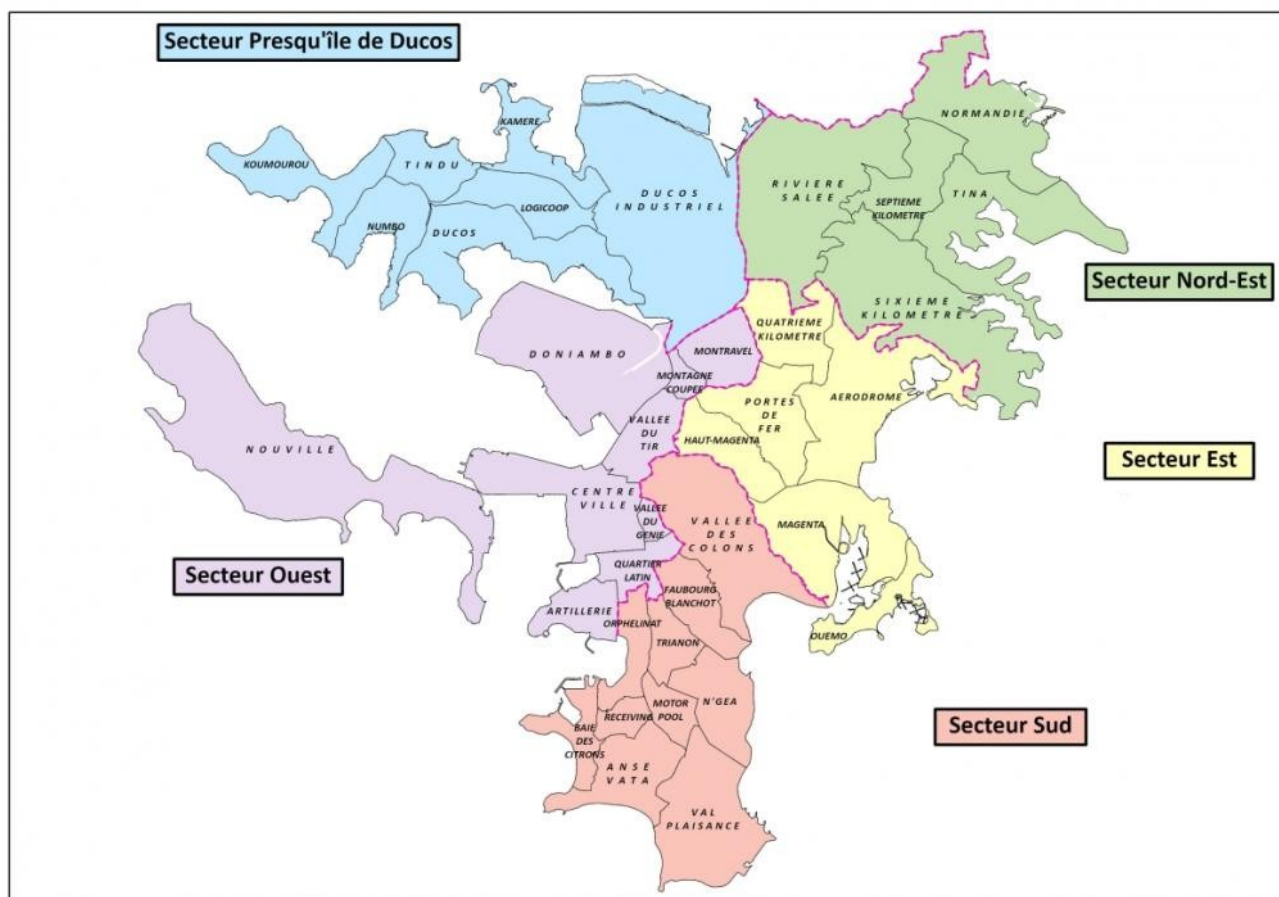 Secteur Presqu'île de Ducos
KAMERE
KOUMOUROU
TINDU
NUMBO
LOGICOOP
DUCOS
DUCOS
INDUSTRIEL
NORMANDIE
RIVIERE
SALEE
SEPTIEME
KILOMETRE
TINA
SIXIEME
KILOMETRE
Secteur Nord-Est
QUATRIEME
KILOMETRE
DONIAMBO
MONTRAVEL
MONTAGNE
COUPEE
AERODROME
PORTES
DE
FER
VALLEE
DU
TIR
HAUT-MAGENTA
NOUVILLE
Secteur Est
CENTRE
VILLE
VALLEE
DU
GENIE
VALLEE
DES
COLONS
MAGENTA
Secteur Ouest
QUARTIER
LATIN
FAUBOURG
BLANCHOT
ARTILLERIE
ORPHELINAT
TRIANON
OUEMO
N'GEA
MOTOR
POOL
RECEIVING
BAIE
DES
CITRONS
Secteur Sud
ANSE
VATA
VAL
PLAISANCE